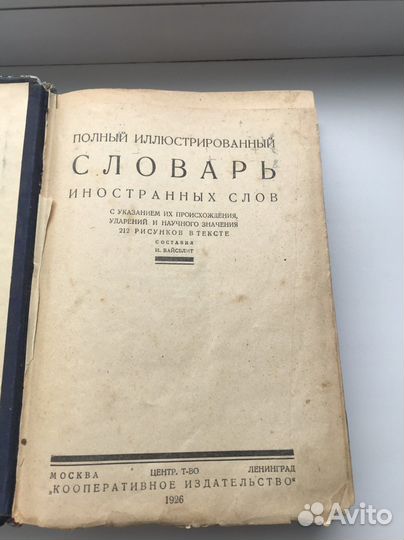 ПОЛНЫЙ ИЛЛЮСТРИРОВАННЫЙ
СЛОВАРЬ
ИНОСТРАННЫХ СЛОВ
С УКАЗАНИЕМ ИХ ПРОИСХОЖДЕНИЯ,
УДАРЕНИЙ И НАУЧНОГО ЗНАЧЕНИЯ
212 РИСУНКОВ В ТЕКСТЕ
СОСТАВИЛ
И. ВАЙСБЛИТ
МОСКВА ЦЕНТР. Т-ВО ЛЕНИНГРАД
„КООПЕРАТИВНОЕ ИЗДАТЕЛЬСТВО“
1926
Avito